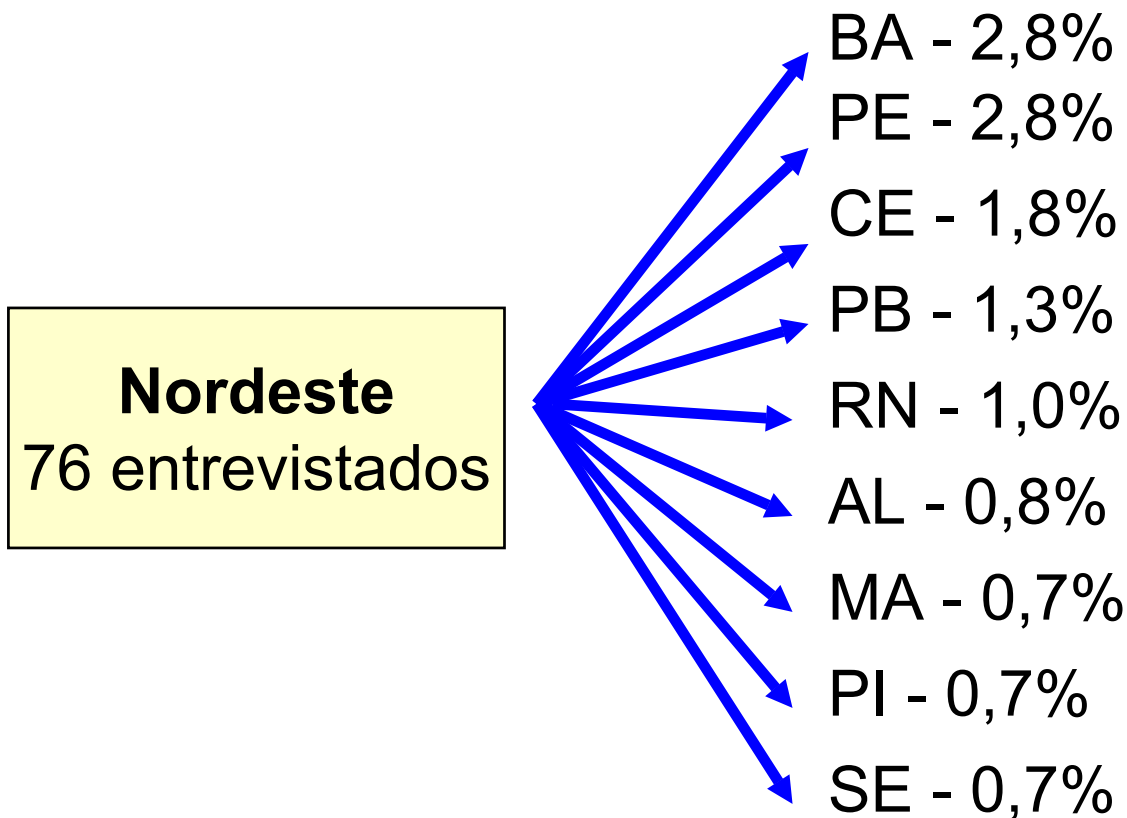 Nordeste
76 entrevistados
BA - 2,8%
PE - 2,8%
CE - 1,8%
PB - 1,3%
RN - 1,0%
AL - 0,8%
MA - 0,7%
PI - 0,7%
SE - 0,7%